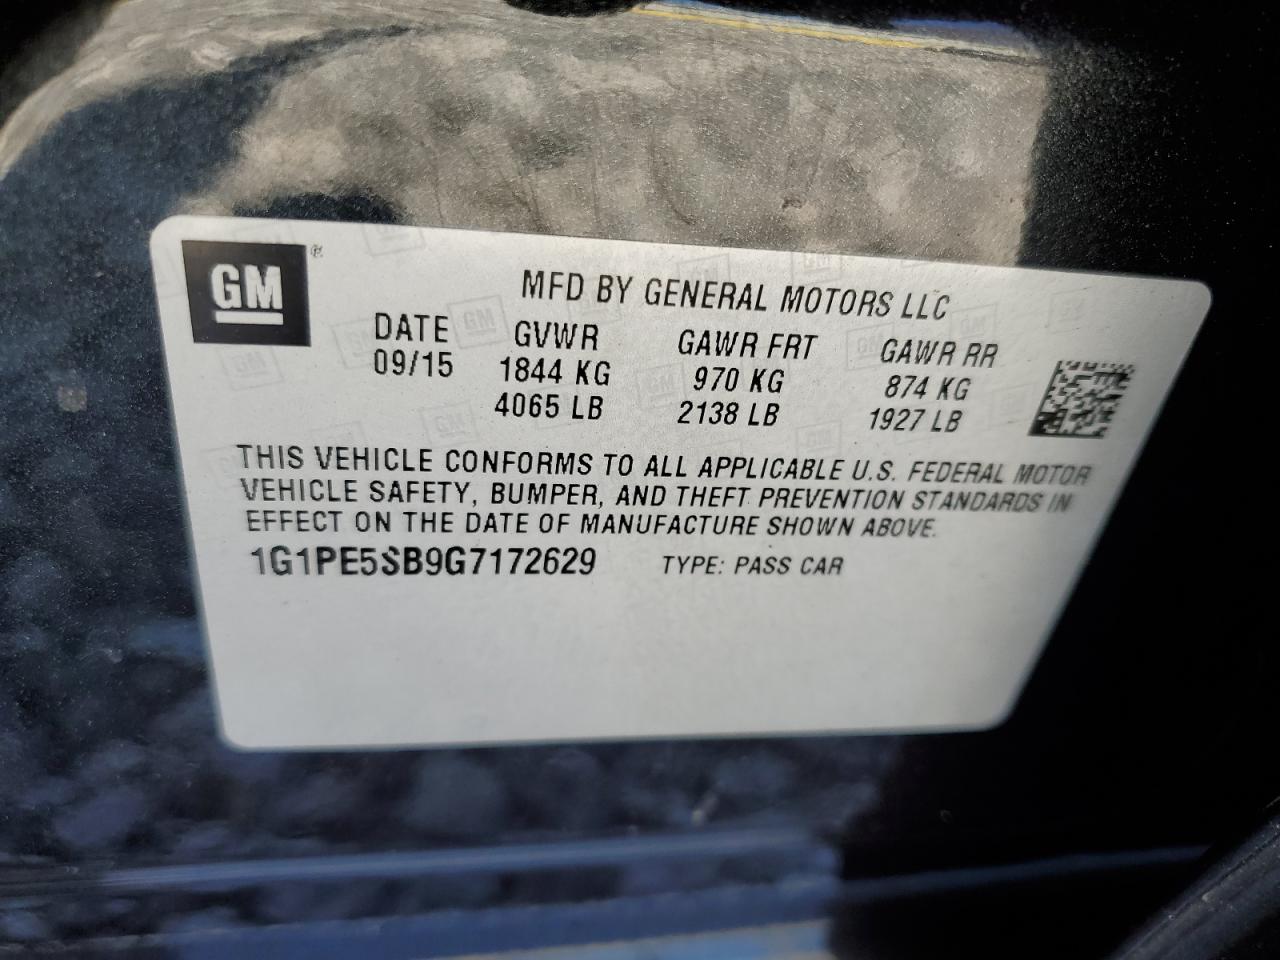 GM ®
MFD BY GENERAL MOTORS LLC
DATE GVWR GAWR FRT GAWR RR
09/15 1844 KG 970 KG 874 KG
4065 LB 2138 LB 1927 LB
THIS VEHICLE CONFORMS TO ALL APPLICABLE U.S. FEDERAL MOTOR
VEHICLE SAFETY, BUMPER, AND THEFT PREVENTION STANDARDS IN
EFFECT ON THE DATE OF MANUFACTURE SHOWN ABOVE.
1G1PE5SB9G7172629 TYPE: PASS CAR